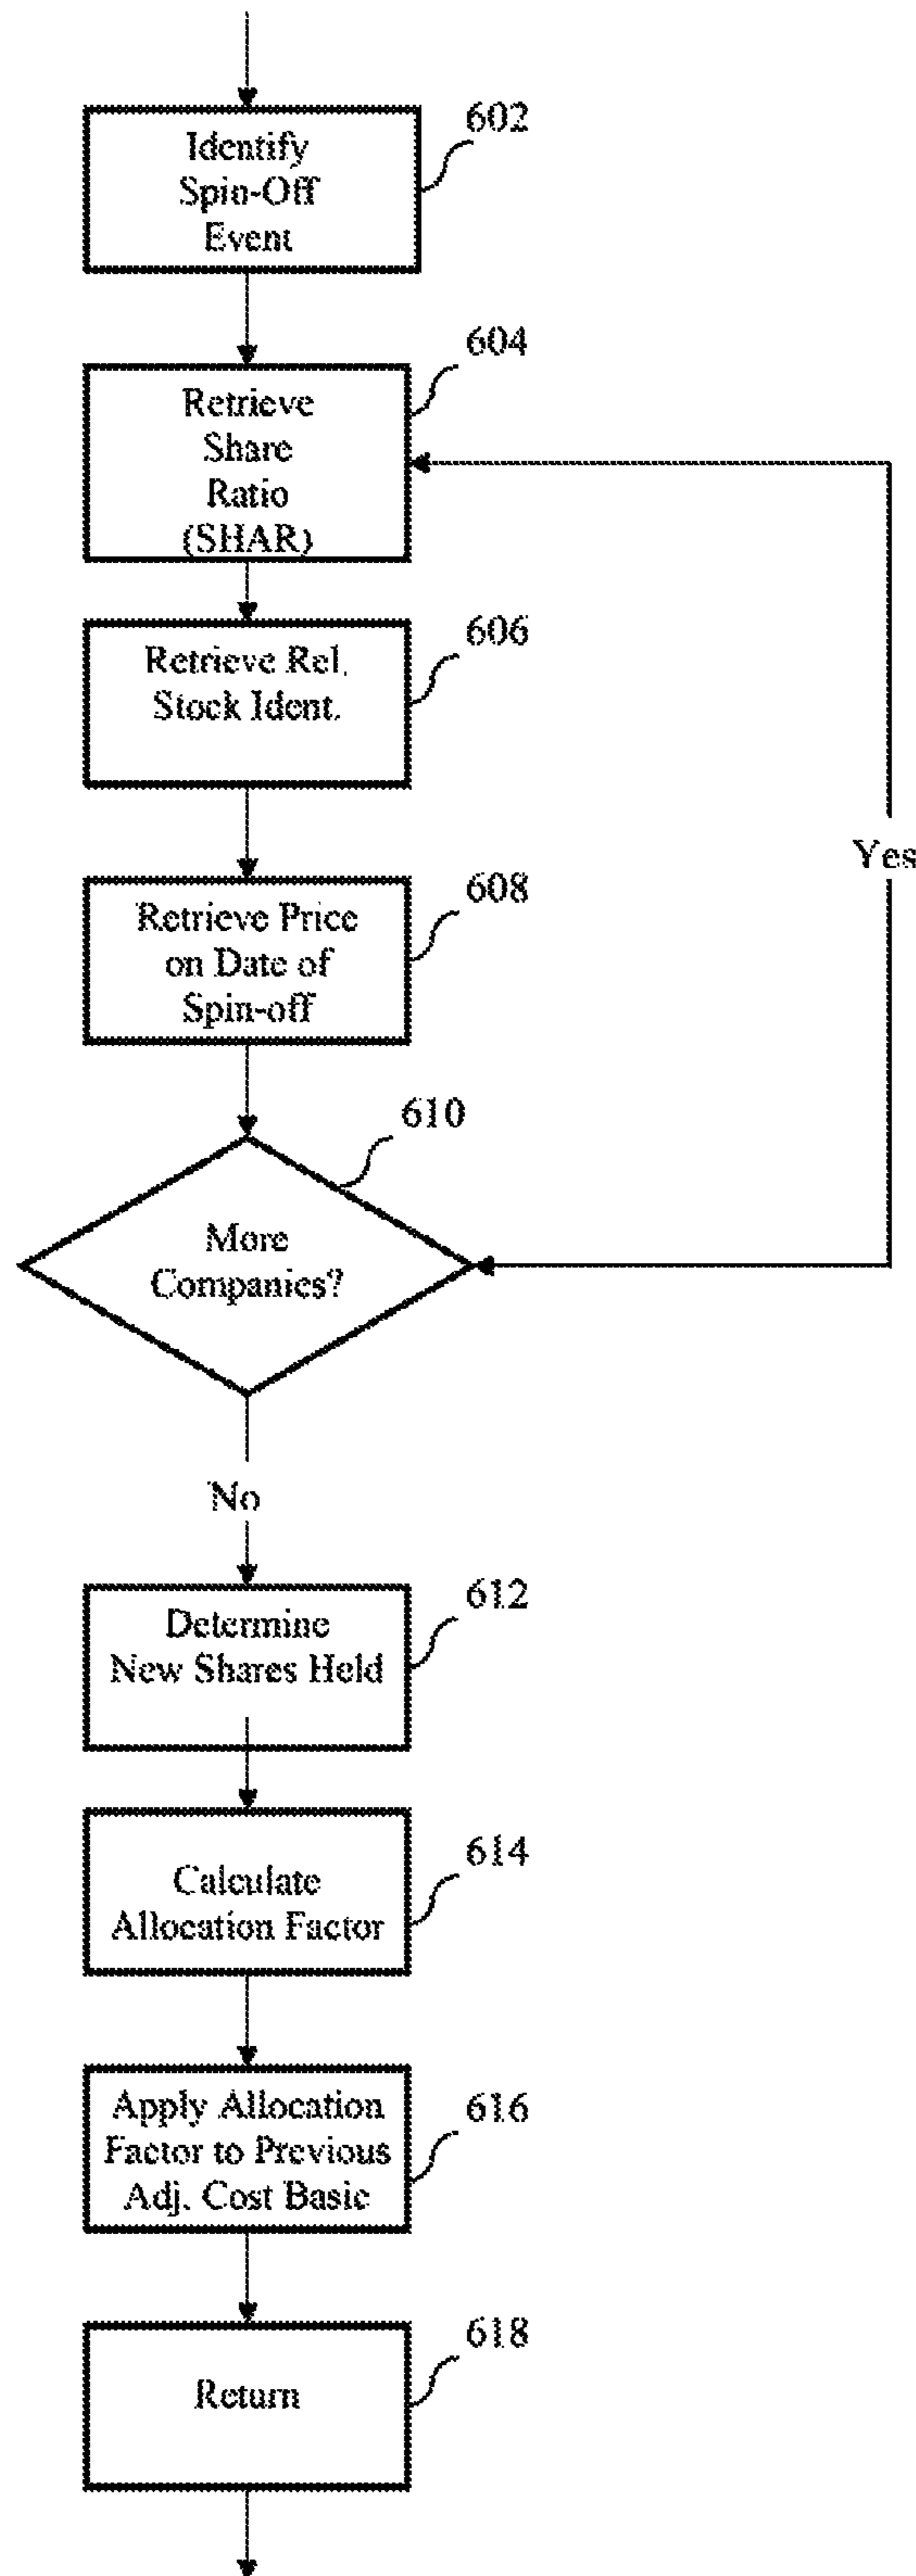 602
Identify
Spin-Off
Event
604
Retrieve
Share
Ratio
(SHAR)
606
Retrieve Rel.
Stock Ident.
608
Retrieve Price
on Date of
Spin-off
Yes
610
More
Companies?
No
612
Determine
New Shares Held
614
Calculate
Allocation Factor
616
Apply Allocation
Factor to Previous
Adj. Cost Basic
618
Return